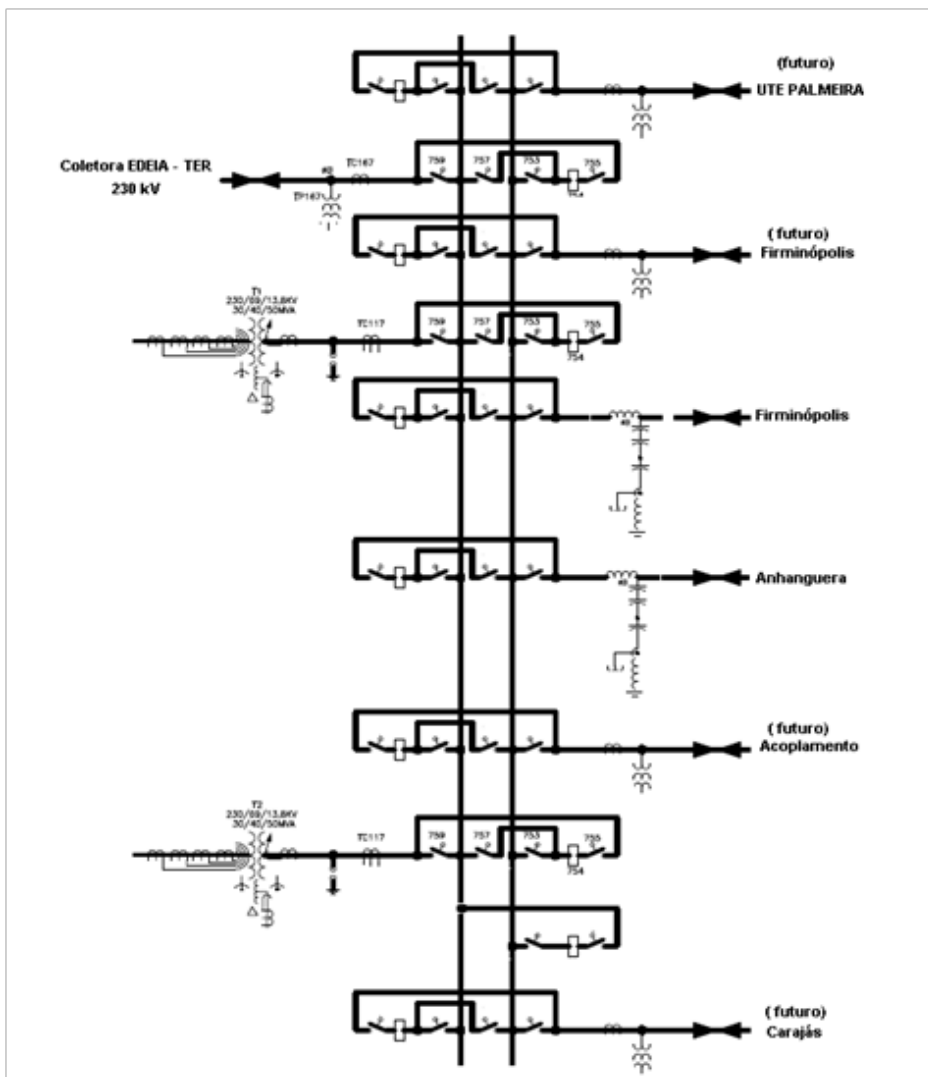 (futuro)
UTE PALMEIRA
Coletora EDEIA - TER
230 kV
TC167
759
757
753
755
TP167
( futuro)
Firminópolis
T1
230/69/13,8KV
30/40/50MVA
TC117
759
757
753
755
754
Firminópolis
Anhanguera
( futuro)
Acoplamento
T2
230/69/13,8KV
30/40/50MVA
TC117
759
757
753
755
754
( futuro)
Carajás